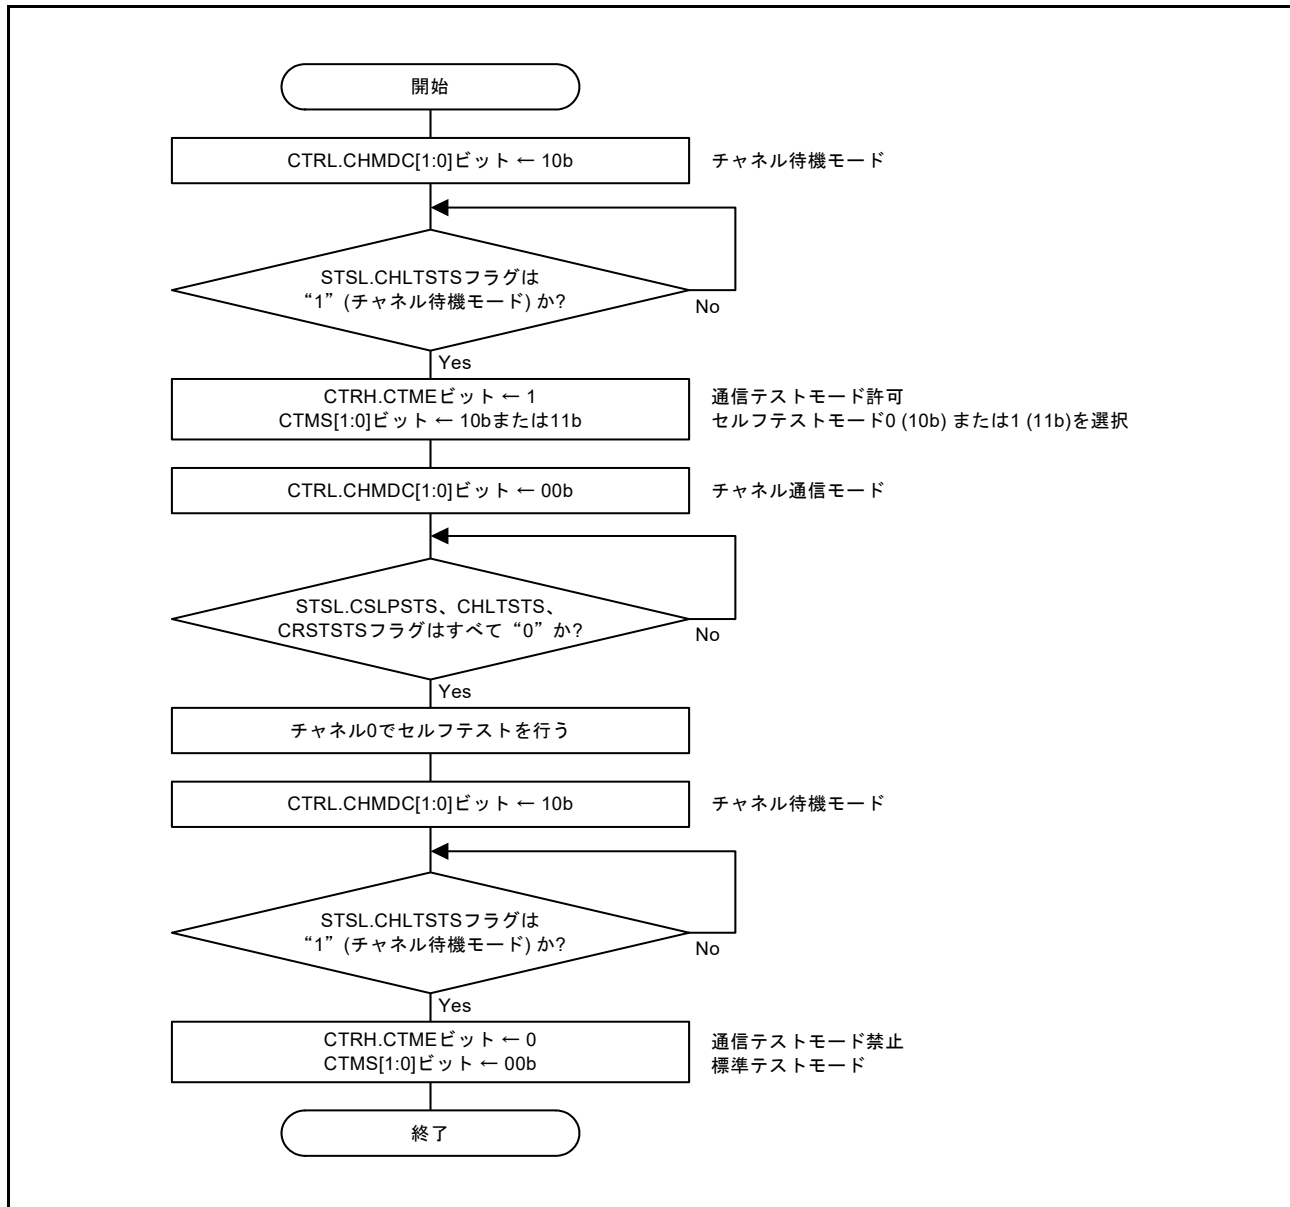 開始
CTRL.CHMDC[1:0]ビット ← 10b
チャネル待機モード
STSL.CHLTSTSフラグは
“1” (チャネル待機モード) か?
No
Yes
CTRH.CTMEビット ← 1
CTMS[1:0]ビット ← 10bまたは11b
通信テストモード許可
セルフテストモード0 (10b) または1 (11b)を選択
CTRL.CHMDC[1:0]ビット ← 00b
チャネル通信モード
STSL.CSLPSTS、CHLTSTS、
CRSTSTSフラグはすべて “0” か?
No
Yes
チャネル0でセルフテストを行う
CTRL.CHMDC[1:0]ビット ← 10b
チャネル待機モード
STSL.CHLTSTSフラグは
“1” (チャネル待機モード) か?
No
Yes
CTRH.CTMEビット ← 0
CTMS[1:0]ビット ← 00b
通信テストモード禁止
標準テストモード
終了